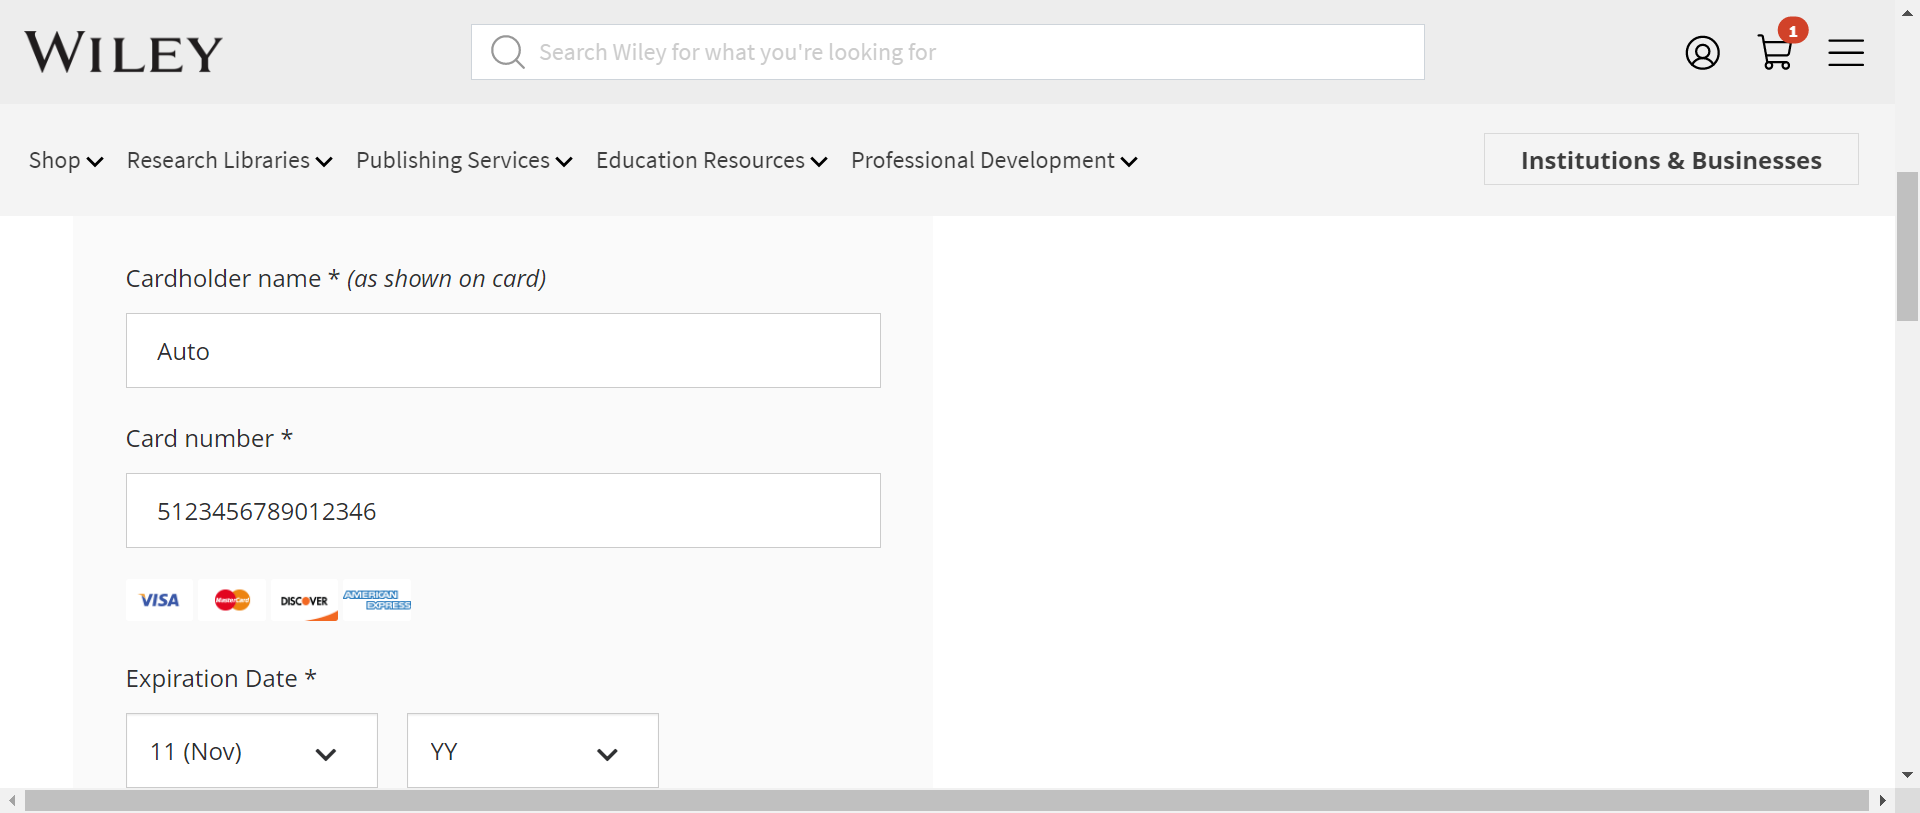 WILEY
Search Wiley for what you're looking for
1
Shop Research Libraries Publishing Services Education Resources Professional Development Institutions & Businesses
Cardholder name * (as shown on card)
Auto
Card number *
5123456789012346
VISA MasterCard DISCOVER AMERICAN EXPRESS
Expiration Date *
11 (Nov) YY